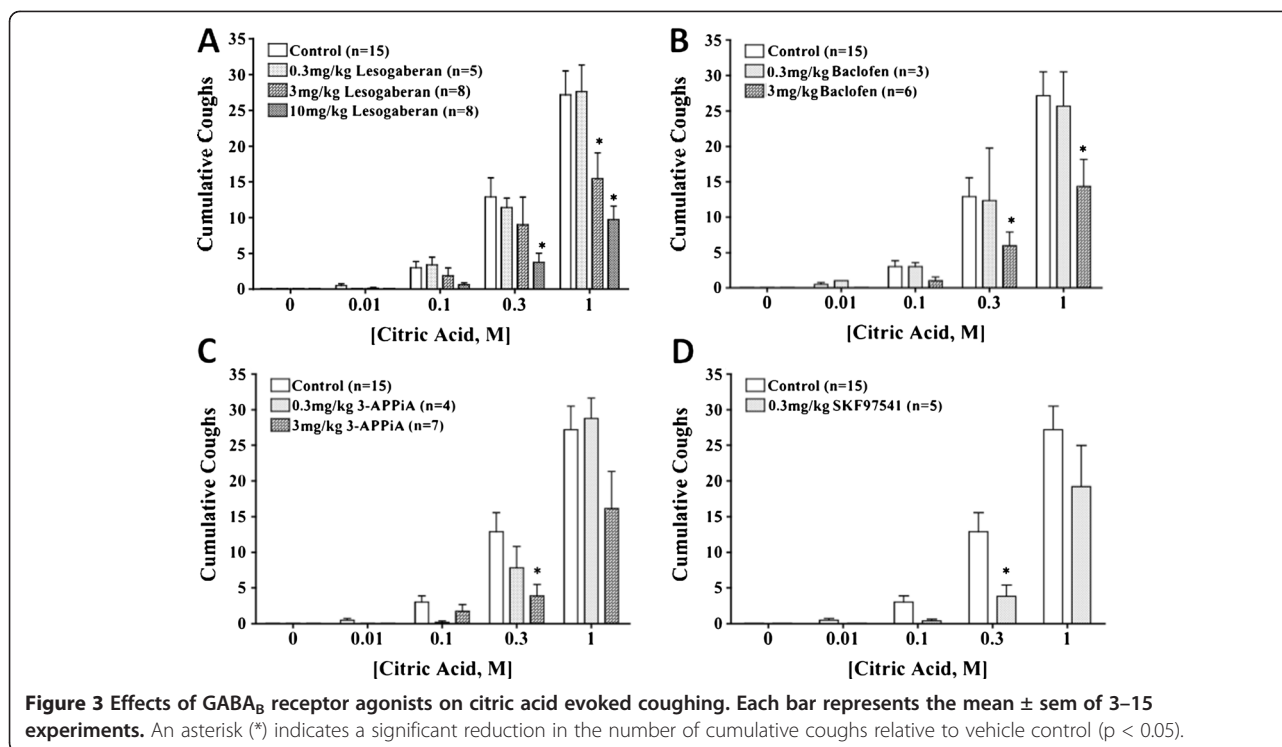 A
35
30
25
20
15
10
5
0
Cumulative Coughs
Control (n=15)
0.3mg/kg Lesogaberan (n=5)
3mg/kg Lesogaberan (n=8)
10mg/kg Lesogaberan (n=8)
*
*
*
0 0.01 0.1 0.3 1
[Citric Acid, M]
B
35
30
25
20
15
10
5
0
Cumulative Coughs
Control (n=15)
0.3mg/kg Baclofen (n=3)
3mg/kg Baclofen (n=6)
*
*
0 0.01 0.1 0.3 1
[Citric Acid, M]
C
35
30
25
20
15
10
5
0
Cumulative Coughs
Control (n=15)
0.3mg/kg 3-APPiA (n=4)
3mg/kg 3-APPiA (n=7)
*
0 0.01 0.1 0.3 1
[Citric Acid, M]
D
35
30
25
20
15
10
5
0
Cumulative Coughs
Control (n=15)
0.3mg/kg SKF97541 (n=5)
*
0 0.01 0.1 0.3 1
[Citric Acid, M]
Figure 3 Effects of GABAB receptor agonists on citric acid evoked coughing. Each bar represents the mean ± sem of 3–15
experiments. An asterisk (*) indicates a significant reduction in the number of cumulative coughs relative to vehicle control (p < 0.05).